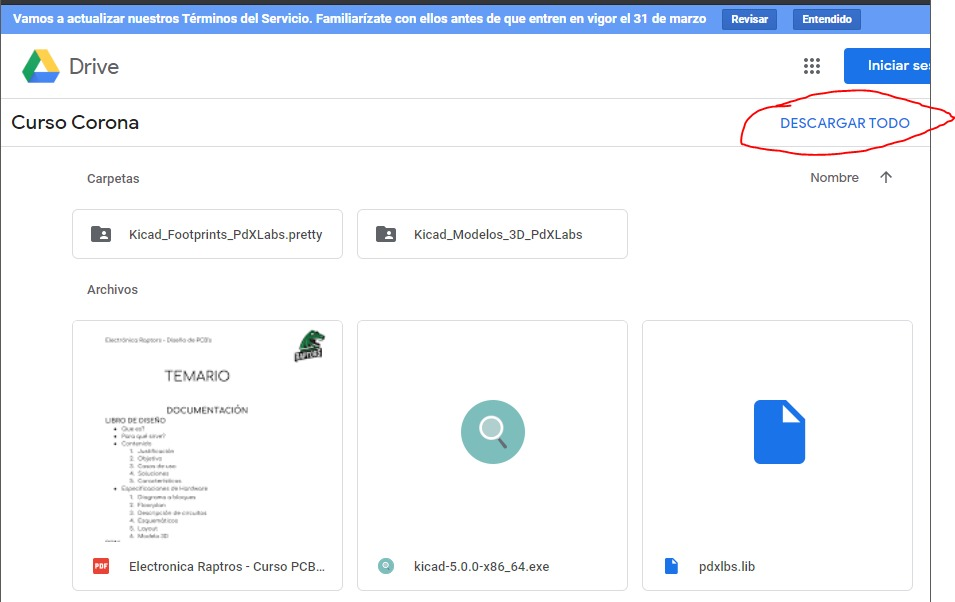 Vamos a actualizar nuestros Términos del Servicio. Familiarízate con ellos antes de que entren en vigor el 31 de marzo Revisar Entendido
Drive Iniciar se
Curso Corona DESCARGAR TODO
Carpetas Nombre
Kicad_Footprints_PdXLabs.pretty Kicad_Modelos_3D_PdXLabs
Archivos
Electrónica Raptors - Diseño de PCB's
RAPTORS
TEMARIO
DOCUMENTACIÓN
LIBRO DE DISEÑO
Que es?
Para qué sirve?
Contenido
1. Justificación
2. Objetivo
3. Casos de uso
4. Soluciones
5. Características
Especificaciones de Hardware
1. Diagrama a bloques
2. Floorplan
3. Descripción de circuitos
4. Esquemáticos
5. Layout
6. Modelo 3D
PDF Electronica Raptros - Curso PCB... kicad-5.0.0-x86_64.exe pdxlbs.lib